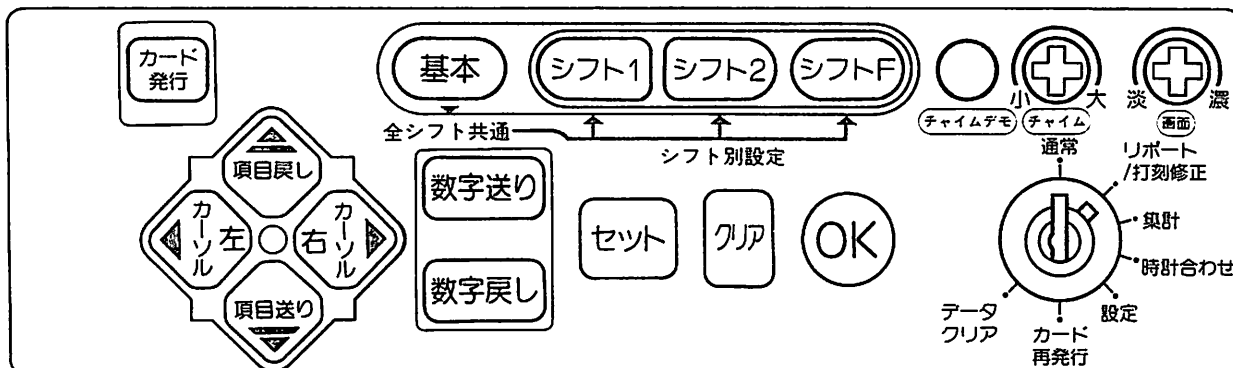 カード
発行
基本
シフト1
シフト2
シフトF
小
大
淡
濃
チャイムデモ
チャイム
画面
全シフト共通
シフト別設定
項目戻し
カーソル
左
右
カーソル
項目送り
数字送り
数字戻し
セット
クリア
OK
通常
リポート
/打刻修正
集計
時計合わせ
設定
カード
再発行
データ
クリア